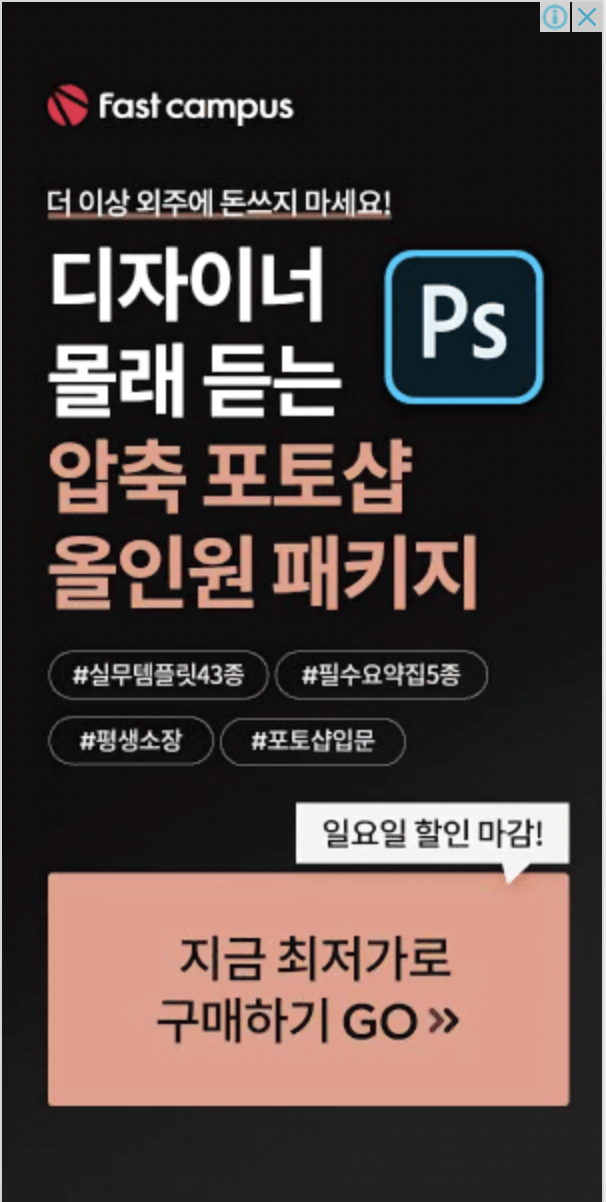 Fast campus
더 이상 외주에 돈쓰지 마세요!
디자이너
몰래 듣는
Ps
압축 포토샵
올인원 패키지
#실무템플릿43종 #필수요약집5종
#평생소장 #포토샵입문
일요일 할인 마감!
지금 최저가로
구매하기 GO »